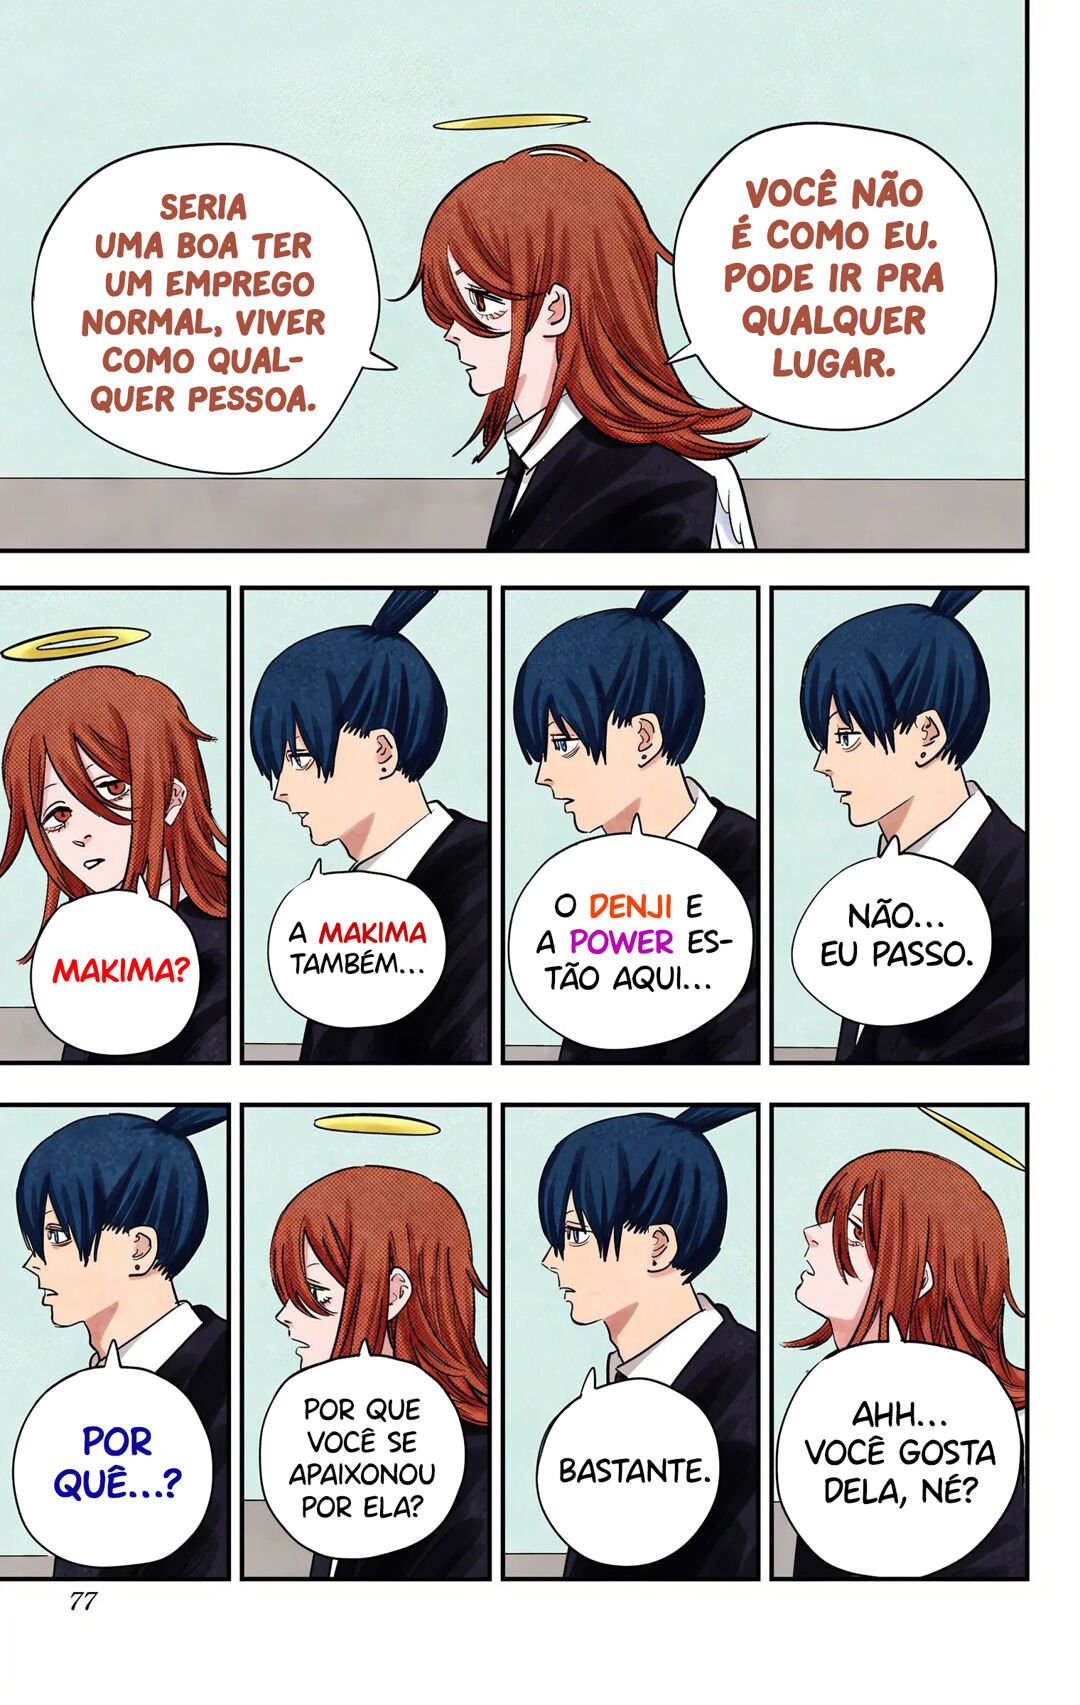 VOCÊ NÃO
É COMO EU.
PODE IR PRA
QUALQUER
LUGAR.
SERIA
UMA BOA TER
UM EMPREGO
NORMAL, VIVER
COMO QUAL-
QUER PESSOA.
NÃO...
EU PASSO.
O DENJI E
A POWER ES-
TÃO AQUI...
A MAKIMA
TAMBÉM...
MAKIMA?
AHH...
VOCÊ GOSTA
DELA, NÉ?
BASTANTE.
POR QUE
VOCÊ SE
APAIXONOU
POR ELA?
POR
QUÊ...?
77